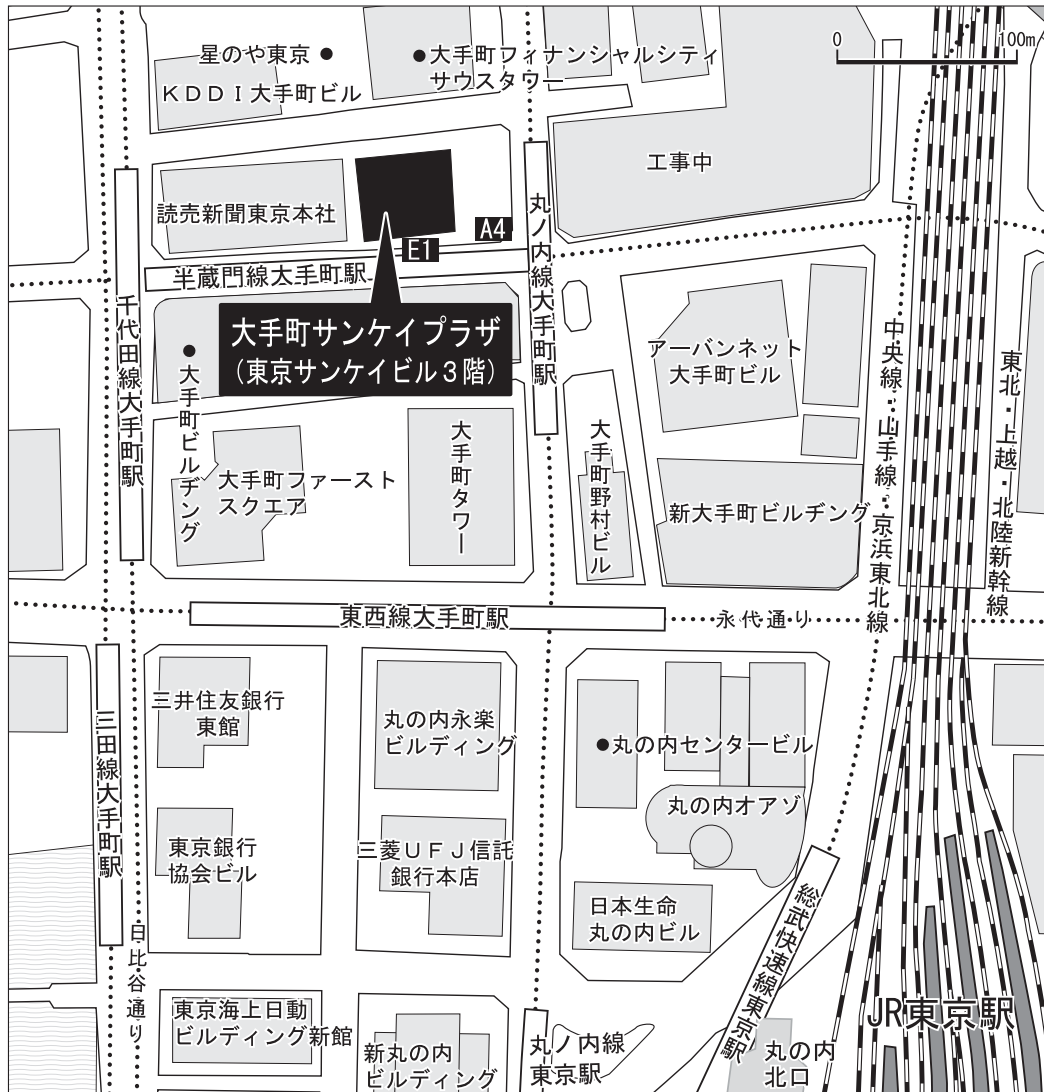 星のや東京
KDDI大手町ビル
大手町フィナンシャルシティ
サウスタワー
0
100m
工事中
読売新聞東京本社
A4
E1
丸ノ内線大手町駅
半蔵門線大手町駅
千代田線大手町駅
大手町サンケイプラザ
(東京サンケイビル3階)
大手町ビルヂング
アーバンネット
大手町ビル
中央線・山手線・京浜東北線
東北・上越・北陸新幹線
大手町ファースト
スクエア
大手町タワー
大手町野村ビル
新大手町ビルヂング
東西線大手町駅
永代通り
三井住友銀行
東館
丸の内永楽
ビルディング
丸の内センタービル
三田線大手町駅
丸の内オアゾ
東京銀行
協会ビル
三菱UFJ信託
銀行本店
日本生命
丸の内ビル
総武快速線東京駅
日比谷通り
東京海上日動
ビルディング新館
新丸の内
ビルディング
丸ノ内線
東京駅
丸の内
北口
JR東京駅